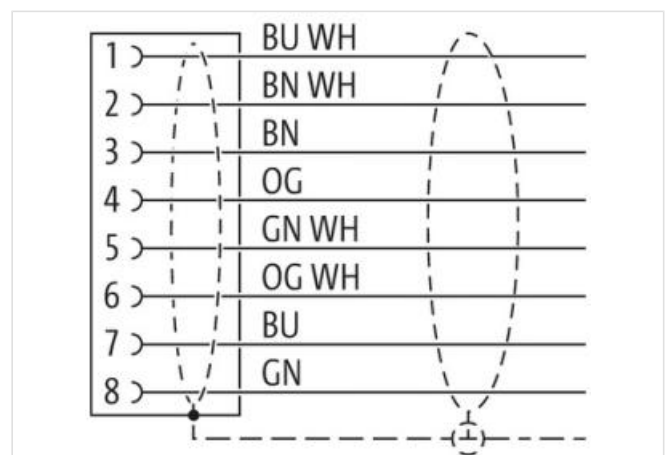 1 BU WH
2 BN WH
3 BN
4 OG
5 GN WH
6 OG WH
7 BU
8 GN